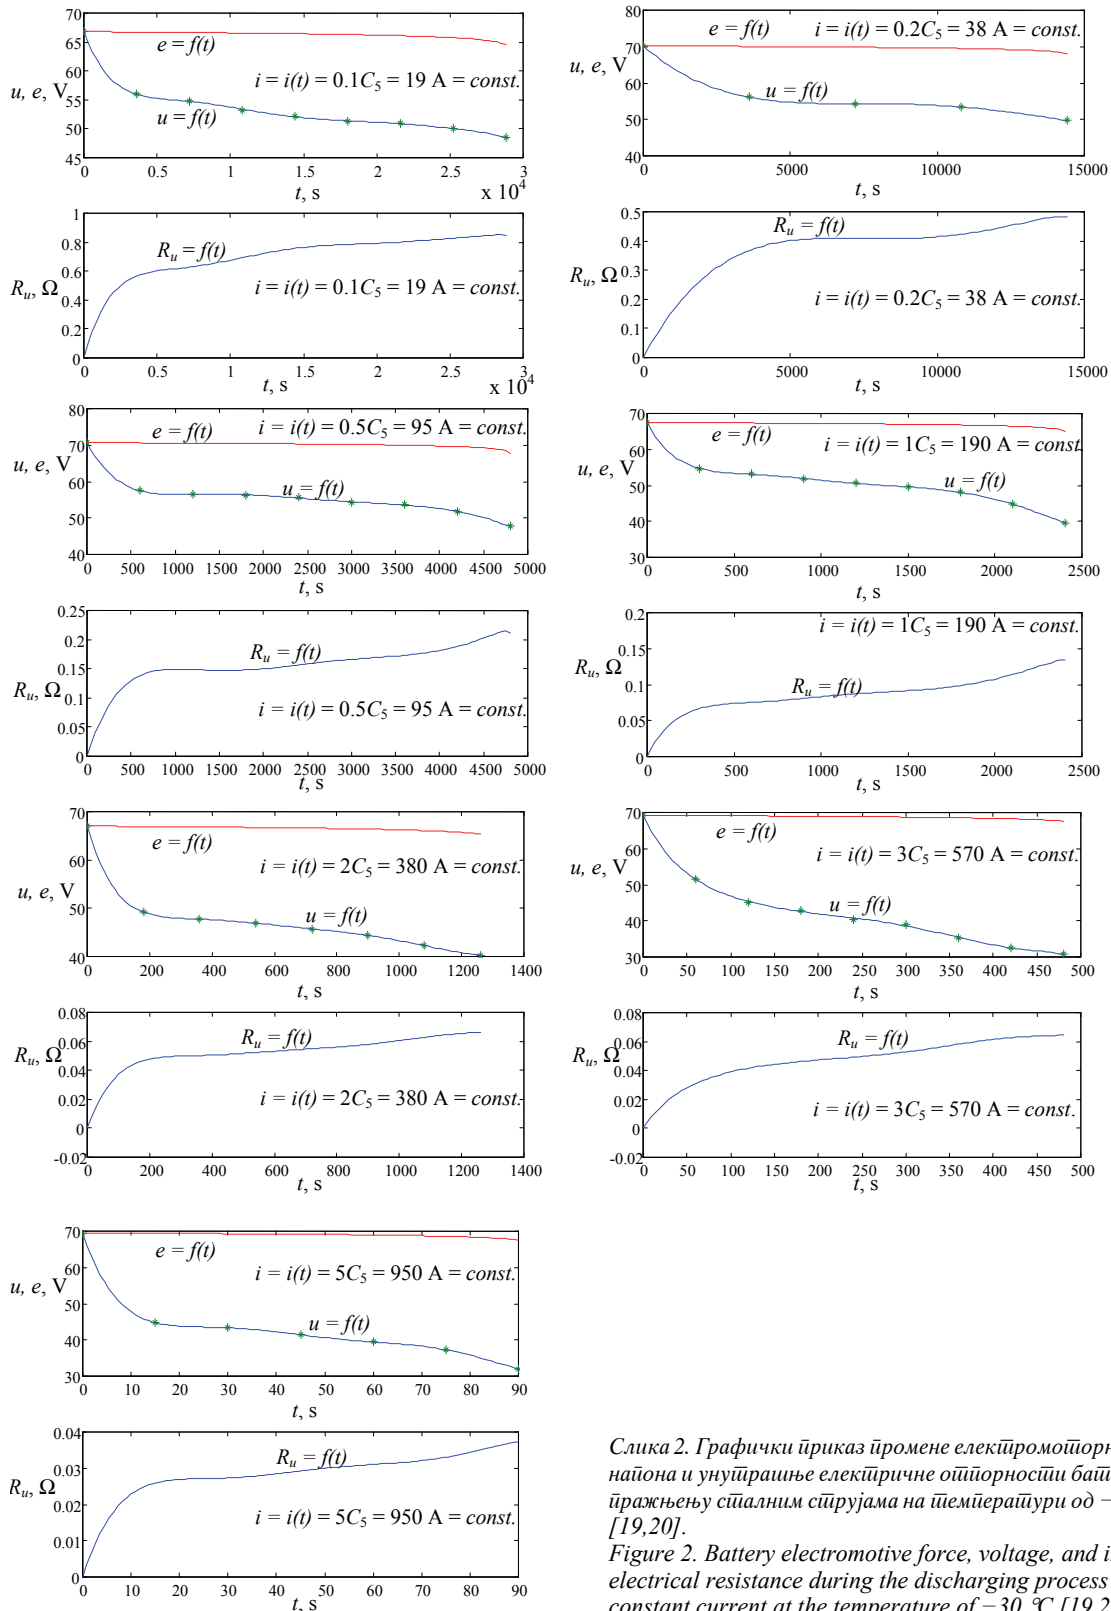 70
65
60
55
50
45
u, e, V
e = f(t)
i = i(t) = 0.1C₅ = 19 A = const.
u = f(t)
0 0.5 1 1.5 2 2.5 3
t, s
x 10⁴
80
70
60
50
40
u, e, V
e = f(t)
i = i(t) = 0.2C₅ = 38 A = const.
u = f(t)
0 5000 10000 15000
t, s
1
0.8
0.6
0.4
0.2
0
Rᵤ, Ω
Rᵤ = f(t)
i = i(t) = 0.1C₅ = 19 A = const.
0 0.5 1 1.5 2 2.5 3
t, s
x 10⁴
0.5
0.4
0.3
0.2
0.1
0
Rᵤ, Ω
Rᵤ = f(t)
i = i(t) = 0.2C₅ = 38 A = const.
0 5000 10000 15000
t, s
80
70
60
50
40
u, e, V
e = f(t)
i = i(t) = 0.5C₅ = 95 A = const.
u = f(t)
0 500 1000 1500 2000 2500 3000 3500 4000 4500 5000
t, s
70
60
50
40
30
u, e, V
e = f(t)
i = i(t) = 1C₅ = 190 A = const.
u = f(t)
0 500 1000 1500 2000 2500
t, s
0.25
0.2
0.15
0.1
0.05
0
Rᵤ, Ω
Rᵤ = f(t)
i = i(t) = 0.5C₅ = 95 A = const.
0 500 1000 1500 2000 2500 3000 3500 4000 4500 5000
t, s
0.2
0.15
0.1
0.05
0
Rᵤ, Ω
i = i(t) = 1C₅ = 190 A = const.
Rᵤ = f(t)
0 500 1000 1500 2000 2500
t, s
70
60
50
40
u, e, V
e = f(t)
i = i(t) = 2C₅ = 380 A = const.
u = f(t)
0 200 400 600 800 1000 1200 1400
t, s
70
60
50
40
30
u, e, V
e = f(t)
i = i(t) = 3C₅ = 570 A = const.
u = f(t)
0 50 100 150 200 250 300 350 400 450 500
t, s
0.08
0.06
0.04
0.02
0
-0.02
Rᵤ, Ω
Rᵤ = f(t)
i = i(t) = 2C₅ = 380 A = const.
0 200 400 600 800 1000 1200 1400
t, s
0.08
0.06
0.04
0.02
0
-0.02
Rᵤ, Ω
Rᵤ = f(t)
i = i(t) = 3C₅ = 570 A = const.
0 50 100 150 200 250 300 350 400 450 500
t, s
70
60
50
40
30
u, e, V
e = f(t)
i = i(t) = 5C₅ = 950 A = const.
u = f(t)
0 10 20 30 40 50 60 70 80 90
t, s
0.04
0.03
0.02
0.01
0
Rᵤ, Ω
Rᵤ = f(t)
i = i(t) = 5C₅ = 950 A = const.
0 10 20 30 40 50 60 70 80 90
t, s
Слика 2. Графички приказ промене електромоторн
напона и унутрашње електричне отпорности бат
пражњењу сталним струјама на температури од −
[19,20].
Figure 2. Battery electromotive force, voltage, and i
electrical resistance during the discharging process
constant current at the temperature of −30 °C [19,2